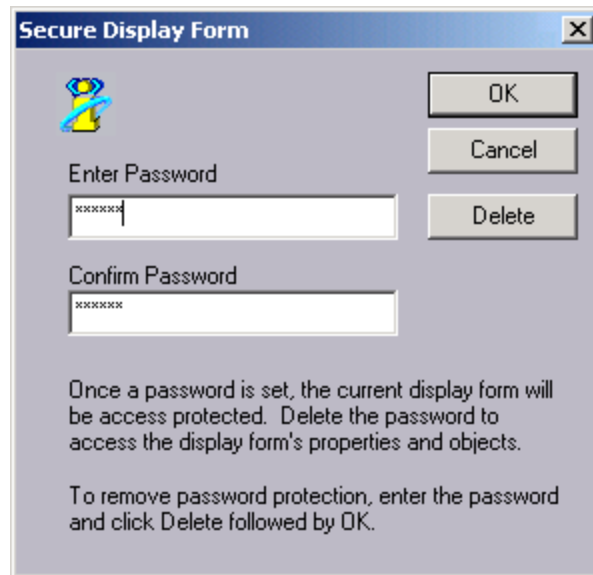 Secure Display Form
OK
Cancel
Enter Password
xxxxxx
Delete
Confirm Password
xxxxxx
Once a password is set, the current display form will
be access protected.  Delete the password to
access the display form's properties and objects.
To remove password protection, enter the password
and click Delete followed by OK.